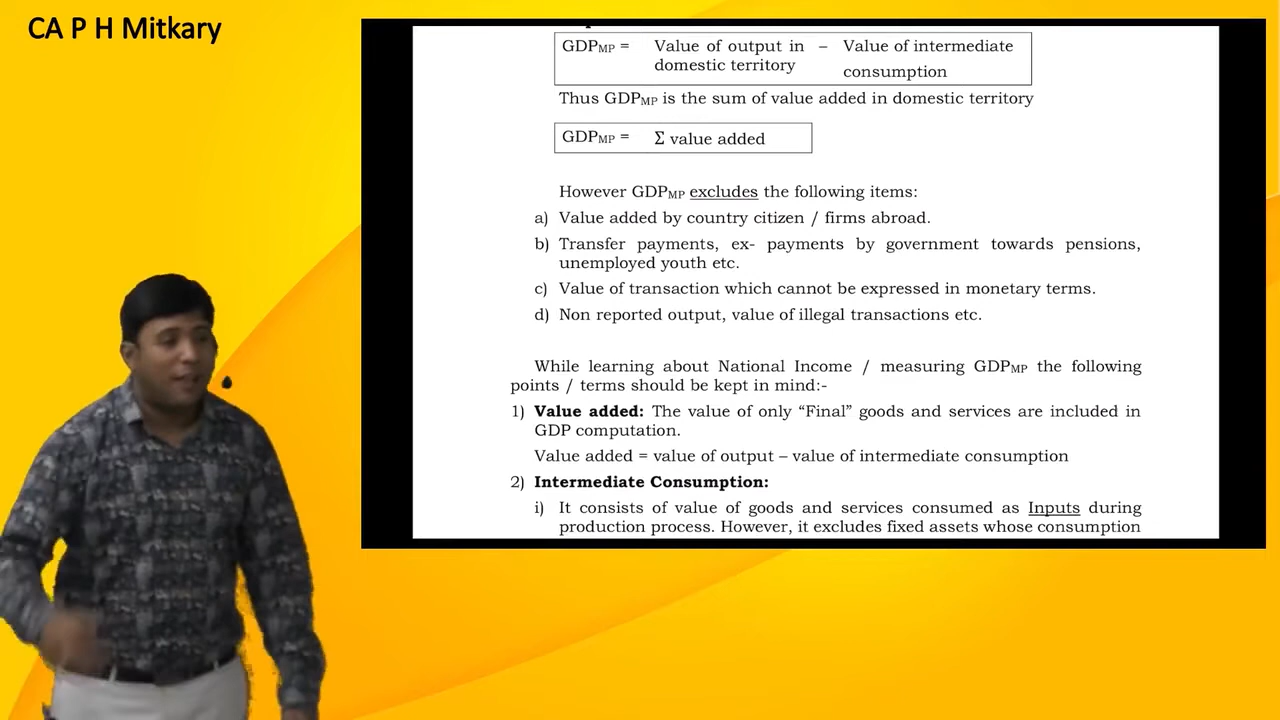 CA P H Mitkary
GDPMP = Value of output in – Value of intermediate
domestic territory consumption
Thus GDPMP is the sum of value added in domestic territory
GDPMP = Σ value added
However GDPMP excludes the following items:
a) Value added by country citizen / firms abroad.
b) Transfer payments, ex- payments by government towards pensions,
unemployed youth etc.
c) Value of transaction which cannot be expressed in monetary terms.
d) Non reported output, value of illegal transactions etc.
While learning about National Income / measuring GDPMP the following
points / terms should be kept in mind:-
1) Value added: The value of only “Final” goods and services are included in
GDP computation.
Value added = value of output – value of intermediate consumption
2) Intermediate Consumption:
i) It consists of value of goods and services consumed as Inputs during
production process. However, it excludes fixed assets whose consumption